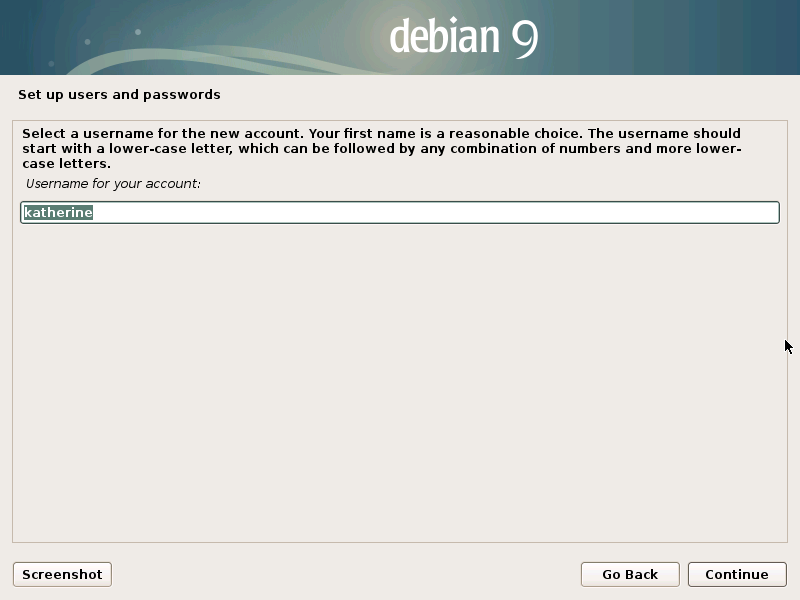 debian 9
Set up users and passwords
Select a username for the new account. Your first name is a reasonable choice. The username should
start with a lower-case letter, which can be followed by any combination of numbers and more lower-
case letters.
Username for your account:
katherine
Screenshot
Go Back
Continue